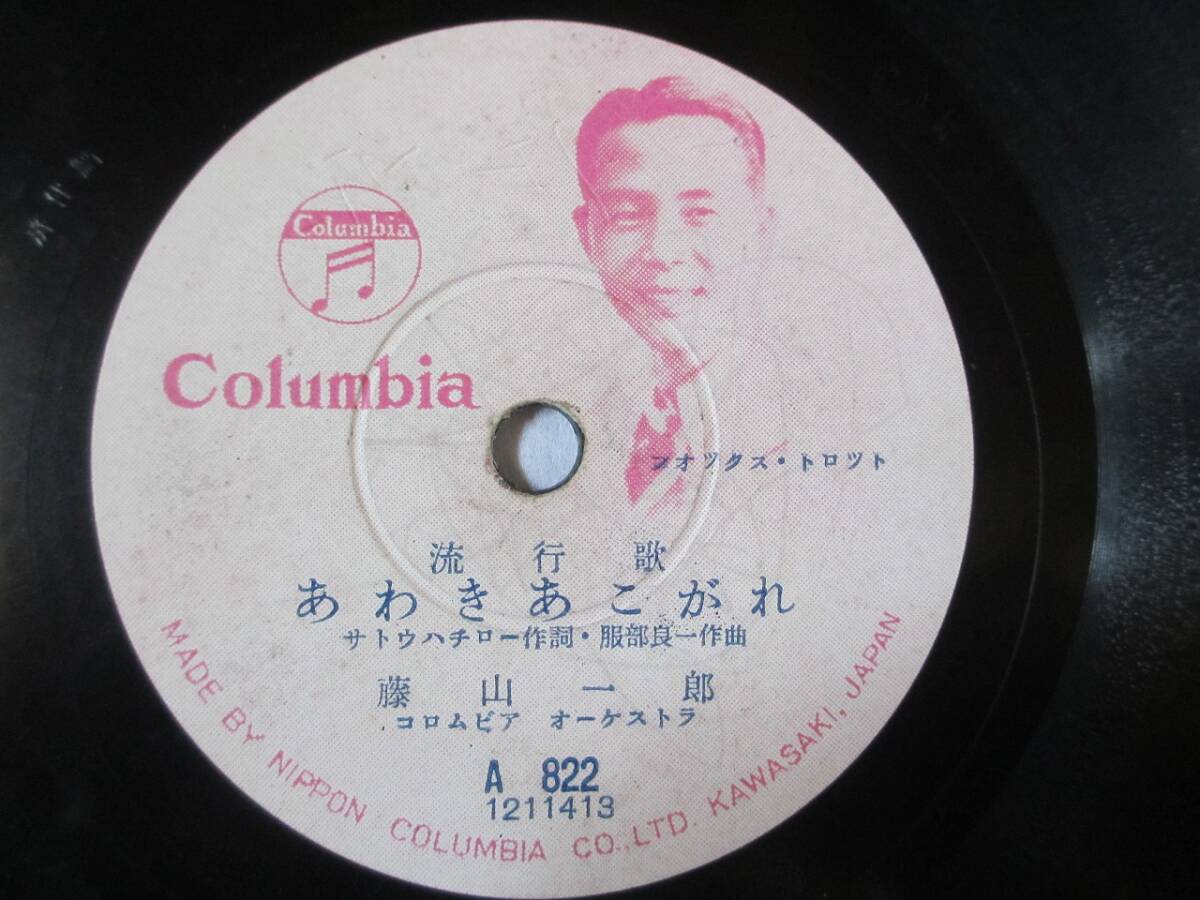 Columbia
Columbia
フオツクス・トロツト
流行歌
あわきあこがれ
サトウハチロー作詞・服部良一作曲
藤山一郎
コロムビア オーケストラ
A 822
1211413
MADE BY NIPPON COLUMBIA CO., LTD. KAWASAKI, JAPAN